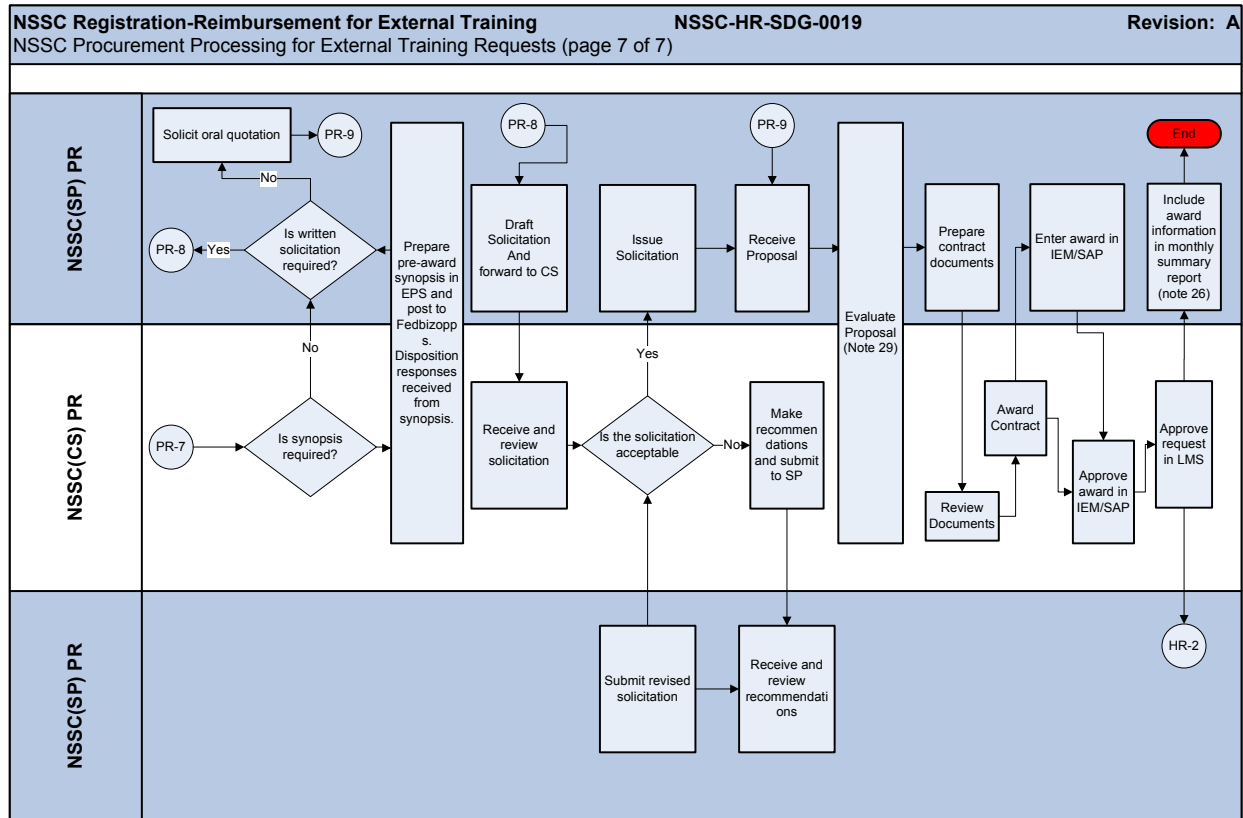 NSSC Registration-Reimbursement for External Training NSSC-HR-SDG-0019 Revision: A
NSSC Procurement Processing for External Training Requests (page 7 of 7)
NSSC(SP) PR
Solicit oral quotation
PR-9
No
Is written
solicitation
required?
Yes
PR-8
Prepare
pre-award
synopsis in
EPS and
post to
Fedbizopp
s.
Disposition
responses
received
from
synopsis.
PR-8
Draft
Solicitation
And
forward to CS
Issue
Solicitation
PR-9
Receive
Proposal
Evaluate
Proposal
(Note 29)
Prepare
contract
documents
Enter award in
IEM/SAP
End
Include
award
information
in monthly
summary
report
(note 26)
NSSC(CS) PR
PR-7
Is synopsis
required?
No
Receive and
review
solicitation
Yes
Is the solicitation
acceptable
No
Make
recommen
dations
and submit
to SP
Review
Documents
Award
Contract
Approve
award in
IEM/SAP
Approve
request
in LMS
NSSC(SP) PR
Submit revised
solicitation
Receive and
review
recommendati
ons
HR-2